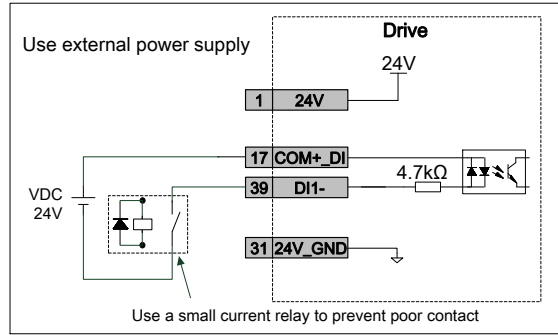 Drive
Use external power supply
24V
1 24V
17 COM+_DI
4.7kΩ
39 DI1-
VDC
24V
31 24V_GND
Use a small current relay to prevent poor contact